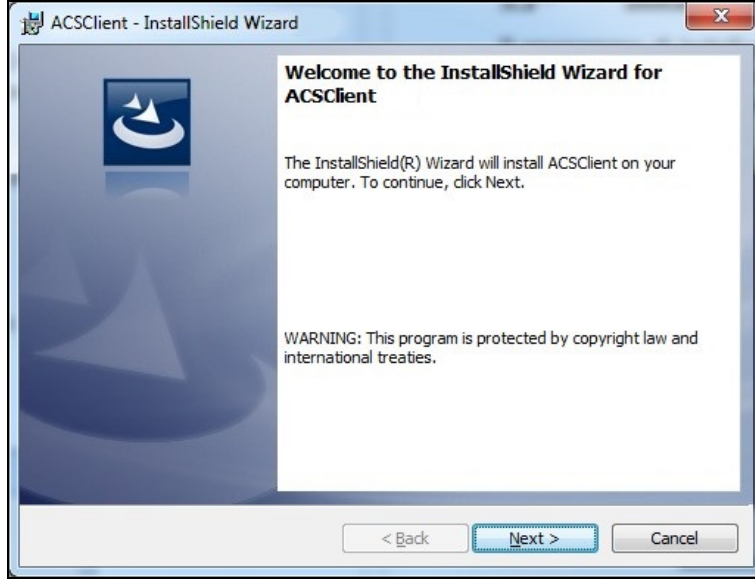 ACSClient - InstallShield Wizard
Welcome to the InstallShield Wizard for
ACSClient
The InstallShield(R) Wizard will install ACSClient on your
computer. To continue, click Next.
WARNING: This program is protected by copyright law and
international treaties.
< Back
Next >
Cancel